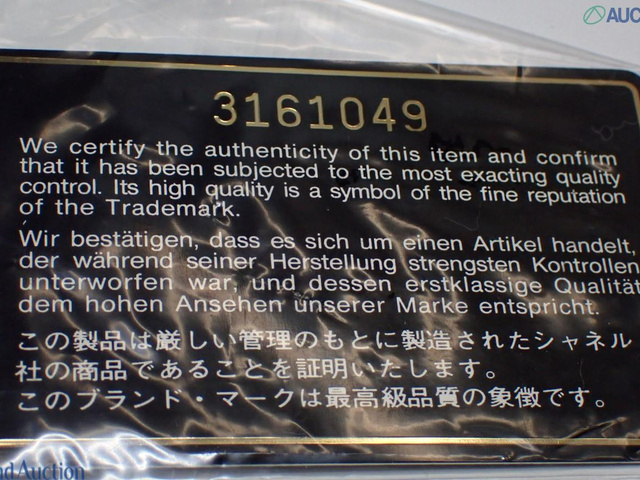 AUC
3161049
We certify the authenticity of this item and confirm
that it has been subjected to the most exacting quality
control. Its high quality is a symbol of the fine reputation
of the Trademark.
Wir bestätigen, dass es sich um einen Artikel handelt,
der während seiner Herstellung strengsten Kontrollen
unterworfen war, und dessen erstklassige Qualität
dem hohen Ansehen unserer Marke entspricht.
この製品は厳しい管理のもとに製造されたシャネル
社の商品であることを証明いたします。
このブランド・マークは最高級品質の象徴です。
nd Auction